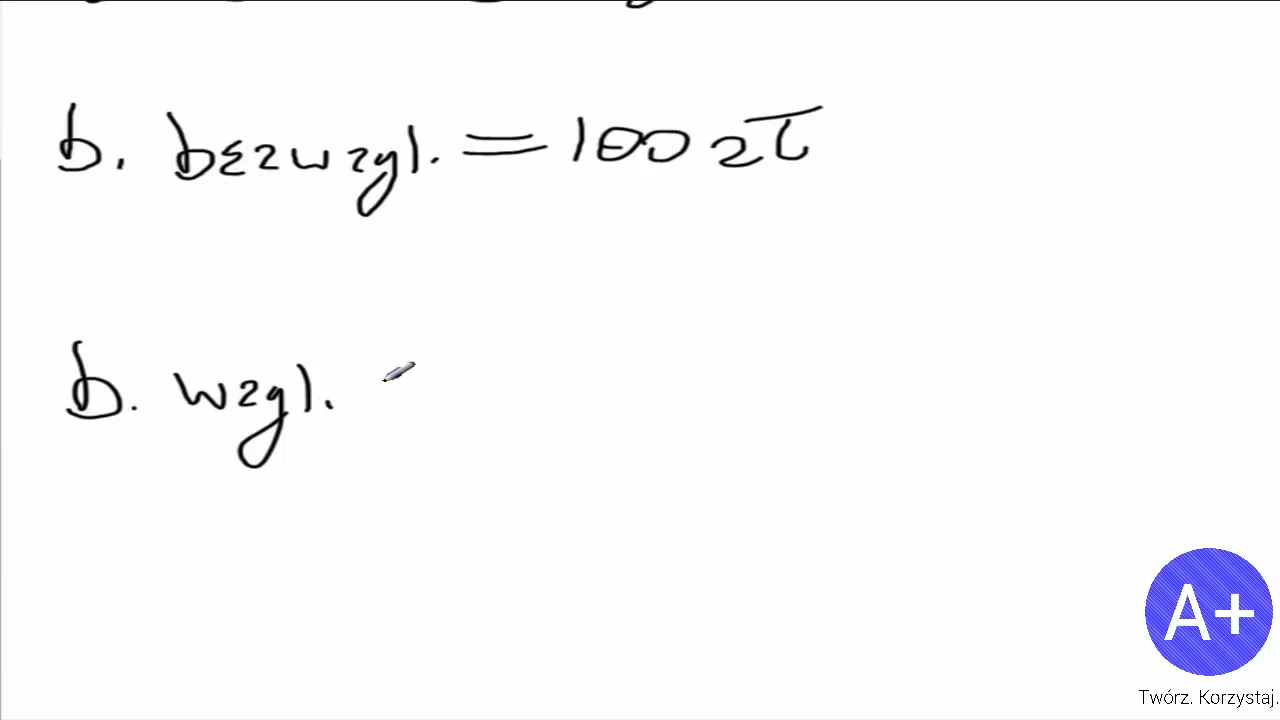 b. bezwzgl. = 100 zł
b. wzgl.
A+
Twórz. Korzystaj.